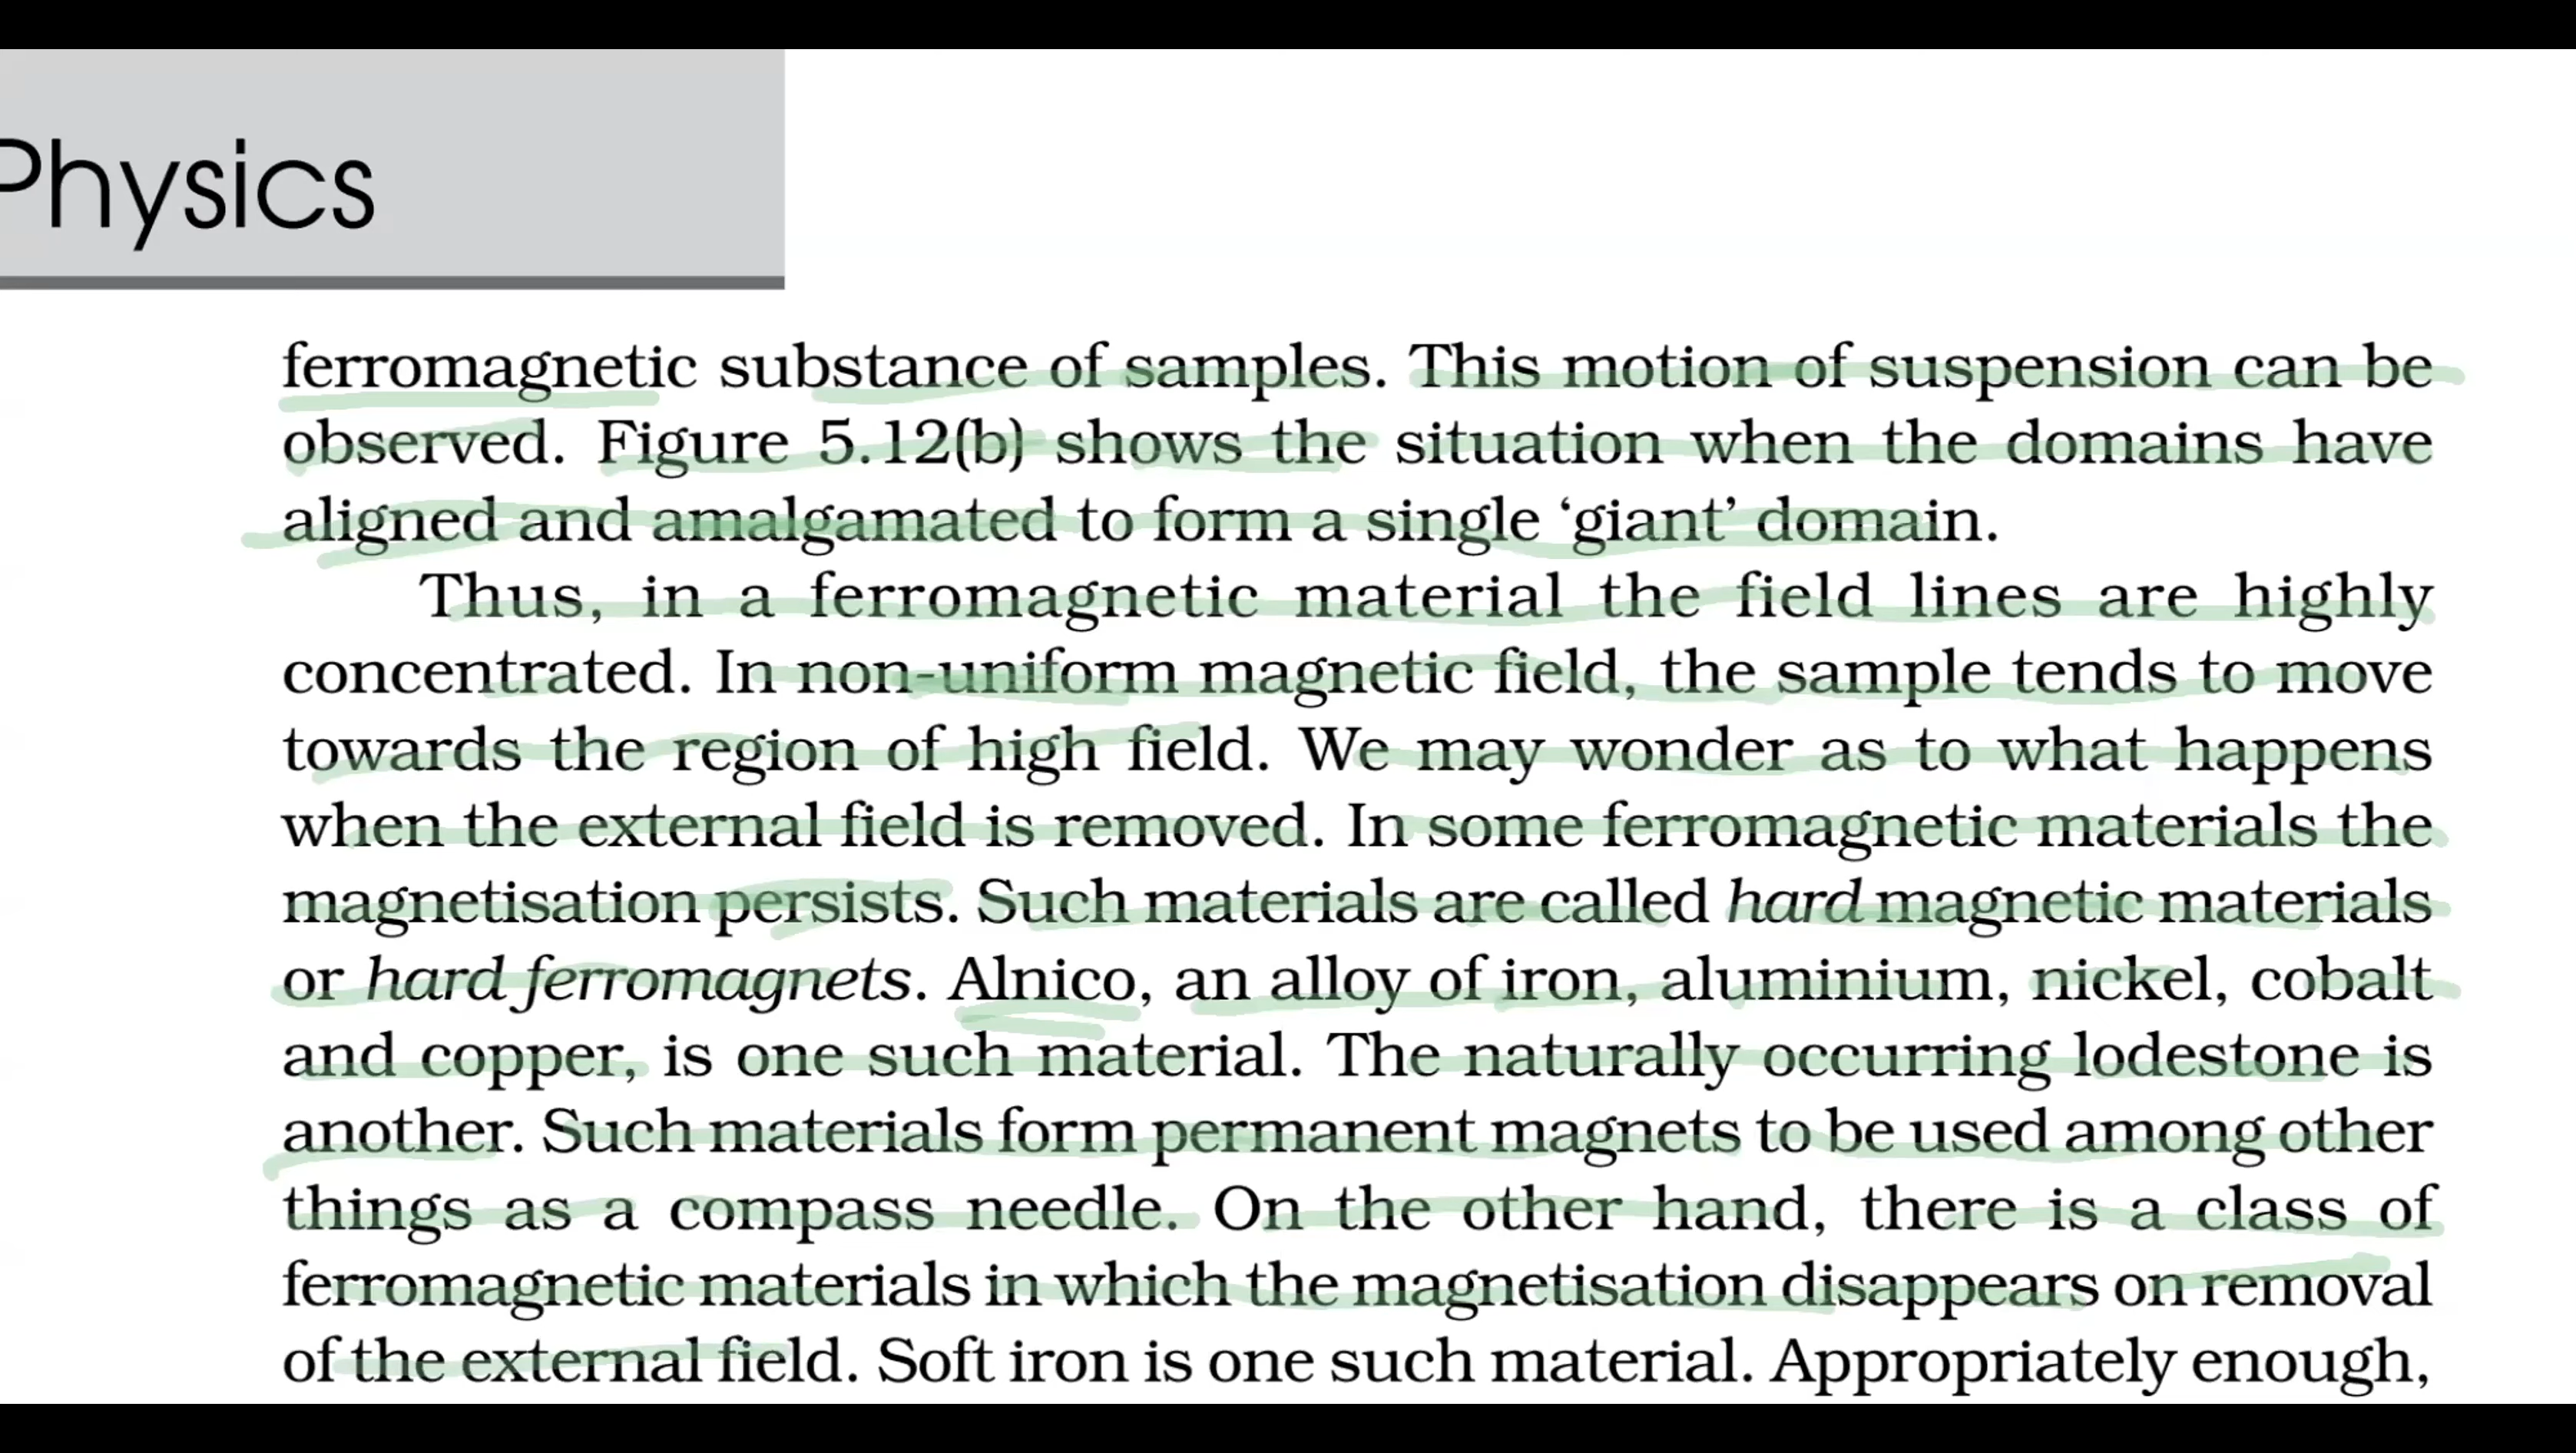 Physics
ferromagnetic substance of samples. This motion of suspension can be
observed. Figure 5.12(b) shows the situation when the domains have
aligned and amalgamated to form a single ‘giant’ domain.
Thus, in a ferromagnetic material the field lines are highly
concentrated. In non-uniform magnetic field, the sample tends to move
towards the region of high field. We may wonder as to what happens
when the external field is removed. In some ferromagnetic materials the
magnetisation persists. Such materials are called hard magnetic materials
or hard ferromagnets. Alnico, an alloy of iron, aluminium, nickel, cobalt
and copper, is one such material. The naturally occurring lodestone is
another. Such materials form permanent magnets to be used among other
things as a compass needle. On the other hand, there is a class of
ferromagnetic materials in which the magnetisation disappears on removal
of the external field. Soft iron is one such material. Appropriately enough,